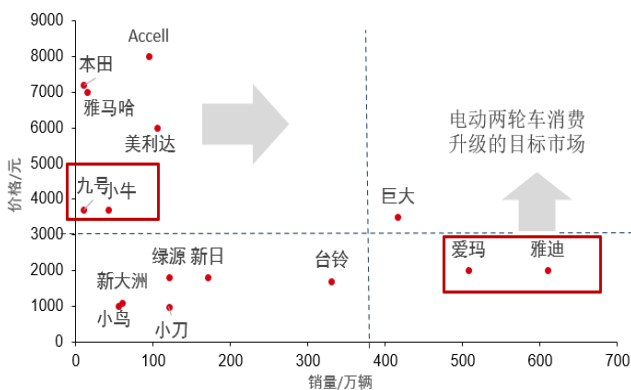 9000
8000
7000
6000
5000
4000
3000
2000
1000
0
价格/元
Accell
本田
雅马哈
美利达
九号
小牛
电动两轮车消费
升级的目标市场
巨大
爱玛
雅迪
绿源
新日
台铃
新大洲
小鸟
小刀
0
100
200
300
400
500
600
700
销量/万辆